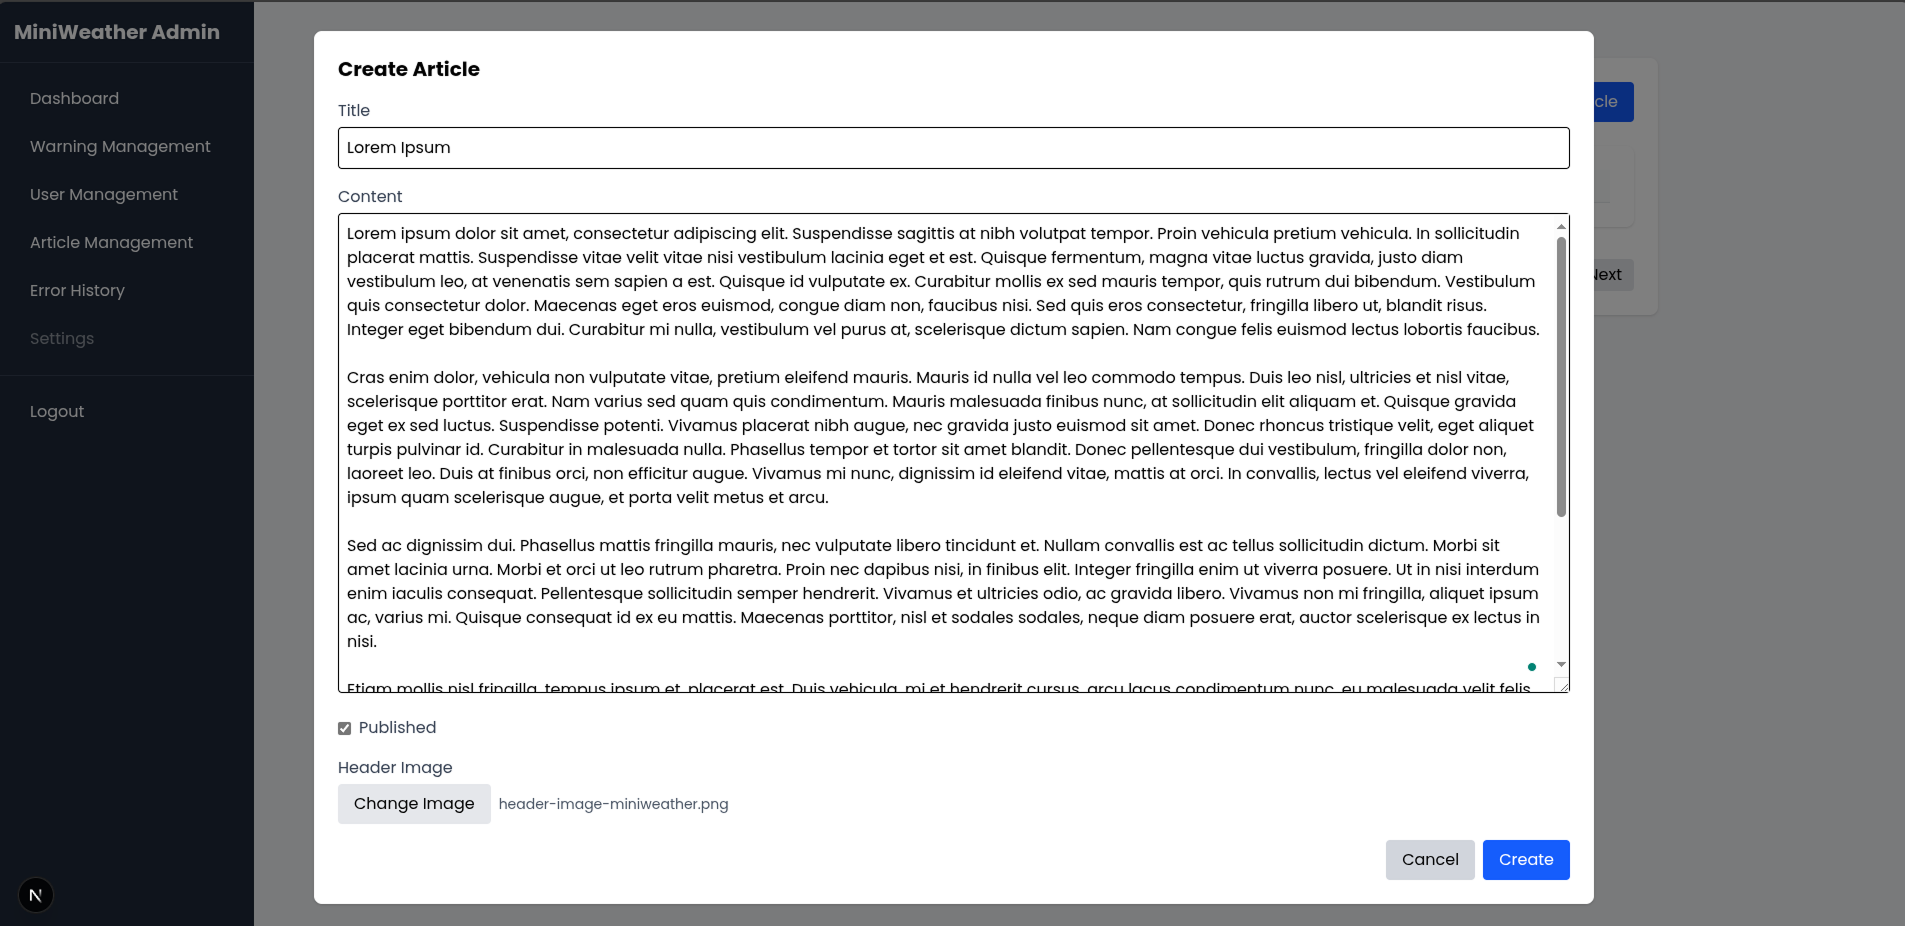 MiniWeather Admin
Dashboard
Warning Management
User Management
Article Management
Error History
Settings
Logout
N
Create Article
Title
Lorem Ipsum
Content
Lorem ipsum dolor sit amet, consectetur adipiscing elit. Suspendisse sagittis at nibh volutpat tempor. Proin vehicula pretium vehicula. In sollicitudin
placerat mattis. Suspendisse vitae velit vitae nisi vestibulum lacinia eget et est. Quisque fermentum, magna vitae luctus gravida, justo diam
vestibulum leo, at venenatis sem sapien a est. Quisque id vulputate ex. Curabitur mollis ex sed mauris tempor, quis rutrum dui bibendum. Vestibulum
quis consectetur dolor. Maecenas eget eros euismod, congue diam non, faucibus nisi. Sed quis eros consectetur, fringilla libero ut, blandit risus.
Integer eget bibendum dui. Curabitur mi nulla, vestibulum vel purus at, scelerisque dictum sapien. Nam congue felis euismod lectus lobortis faucibus.
Cras enim dolor, vehicula non vulputate vitae, pretium eleifend mauris. Mauris id nulla vel leo commodo tempus. Duis leo nisl, ultricies et nisl vitae,
scelerisque porttitor erat. Nam varius sed quam quis condimentum. Mauris malesuada finibus nunc, at sollicitudin elit aliquam et. Quisque gravida
eget ex sed luctus. Suspendisse potenti. Vivamus placerat nibh augue, nec gravida justo euismod sit amet. Donec rhoncus tristique velit, eget aliquet
turpis pulvinar id. Curabitur in malesuada nulla. Phasellus tempor et tortor sit amet blandit. Donec pellentesque dui vestibulum, fringilla dolor non,
laoreet leo. Duis at finibus orci, non efficitur augue. Vivamus mi nunc, dignissim id eleifend vitae, mattis at orci. In convallis, lectus vel eleifend viverra,
ipsum quam scelerisque augue, et porta velit metus et arcu.
Sed ac dignissim dui. Phasellus mattis fringilla mauris, nec vulputate libero tincidunt et. Nullam convallis est ac tellus sollicitudin dictum. Morbi sit
amet lacinia urna. Morbi et orci ut leo rutrum pharetra. Proin nec dapibus nisi, in finibus elit. Integer fringilla enim ut viverra posuere. Ut in nisi interdum
enim iaculis consequat. Pellentesque sollicitudin semper hendrerit. Vivamus et ultricies odio, ac gravida libero. Vivamus non mi fringilla, aliquet ipsum
ac, varius mi. Quisque consequat id ex eu mattis. Maecenas porttitor, nisl et sodales sodales, neque diam posuere erat, auctor scelerisque ex lectus in
nisi.
Etiam mollis nisl fringilla, tempus ipsum et, placerat est. Duis vehicula, mi et hendrerit cursus, arcu lacus condimentum nunc, eu malesuada velit felis
Published
Header Image
Change Image header-image-miniweather.png
Cancel Create
cle
Next